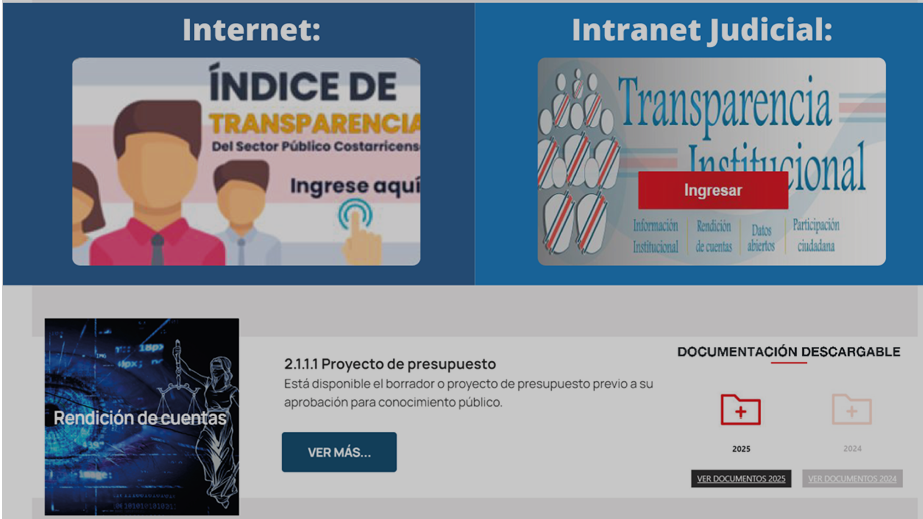 Internet:
ÍNDICE DE
TRANSPARENCIA
Del Sector Público Costarricens
Ingrese aquí
Intranet Judicial:
Transparencia
Institucional
Ingresar
Información
Institucional
Rendición
de cuentas
Datos
abiertos
Participación
ciudadana
Rendición de cuentas
2.1.1.1 Proyecto de presupuesto
Está disponible el borrador o proyecto de presupuesto previo a su
aprobación para conocimiento público.
VER MÁS...
DOCUMENTACIÓN DESCARGABLE
2025
2024
VER DOCUMENTOS 2025
VER DOCUMENTOS 2024